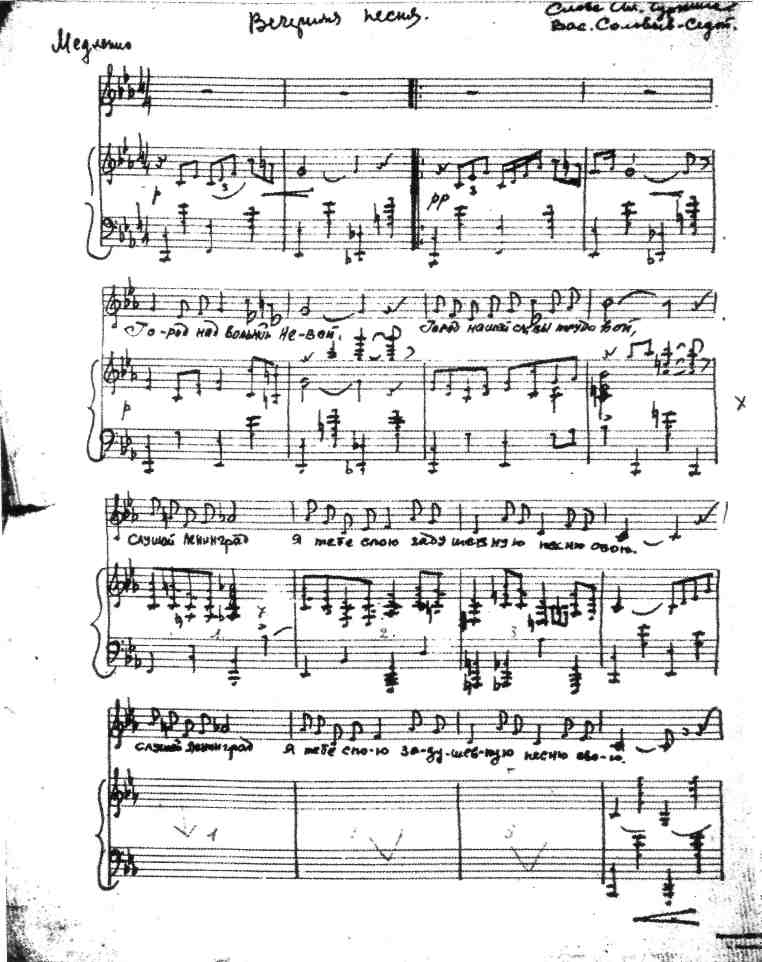 Вечерняя песня.
Слова Ал. Чуркина
Вас. Соловьёв-Седой.
Медленно
3
3
p
pp
Го-род над вольной Не-вой,
Город нашей славы трудовой,
p
x
Слушай Ленинград
Я тебе спою задушевную песню свою.
1
2.
3
Слушай Ленинград
Я тебе спо-ю за-ду-шев-ную песню сво-ю.
1
2
3